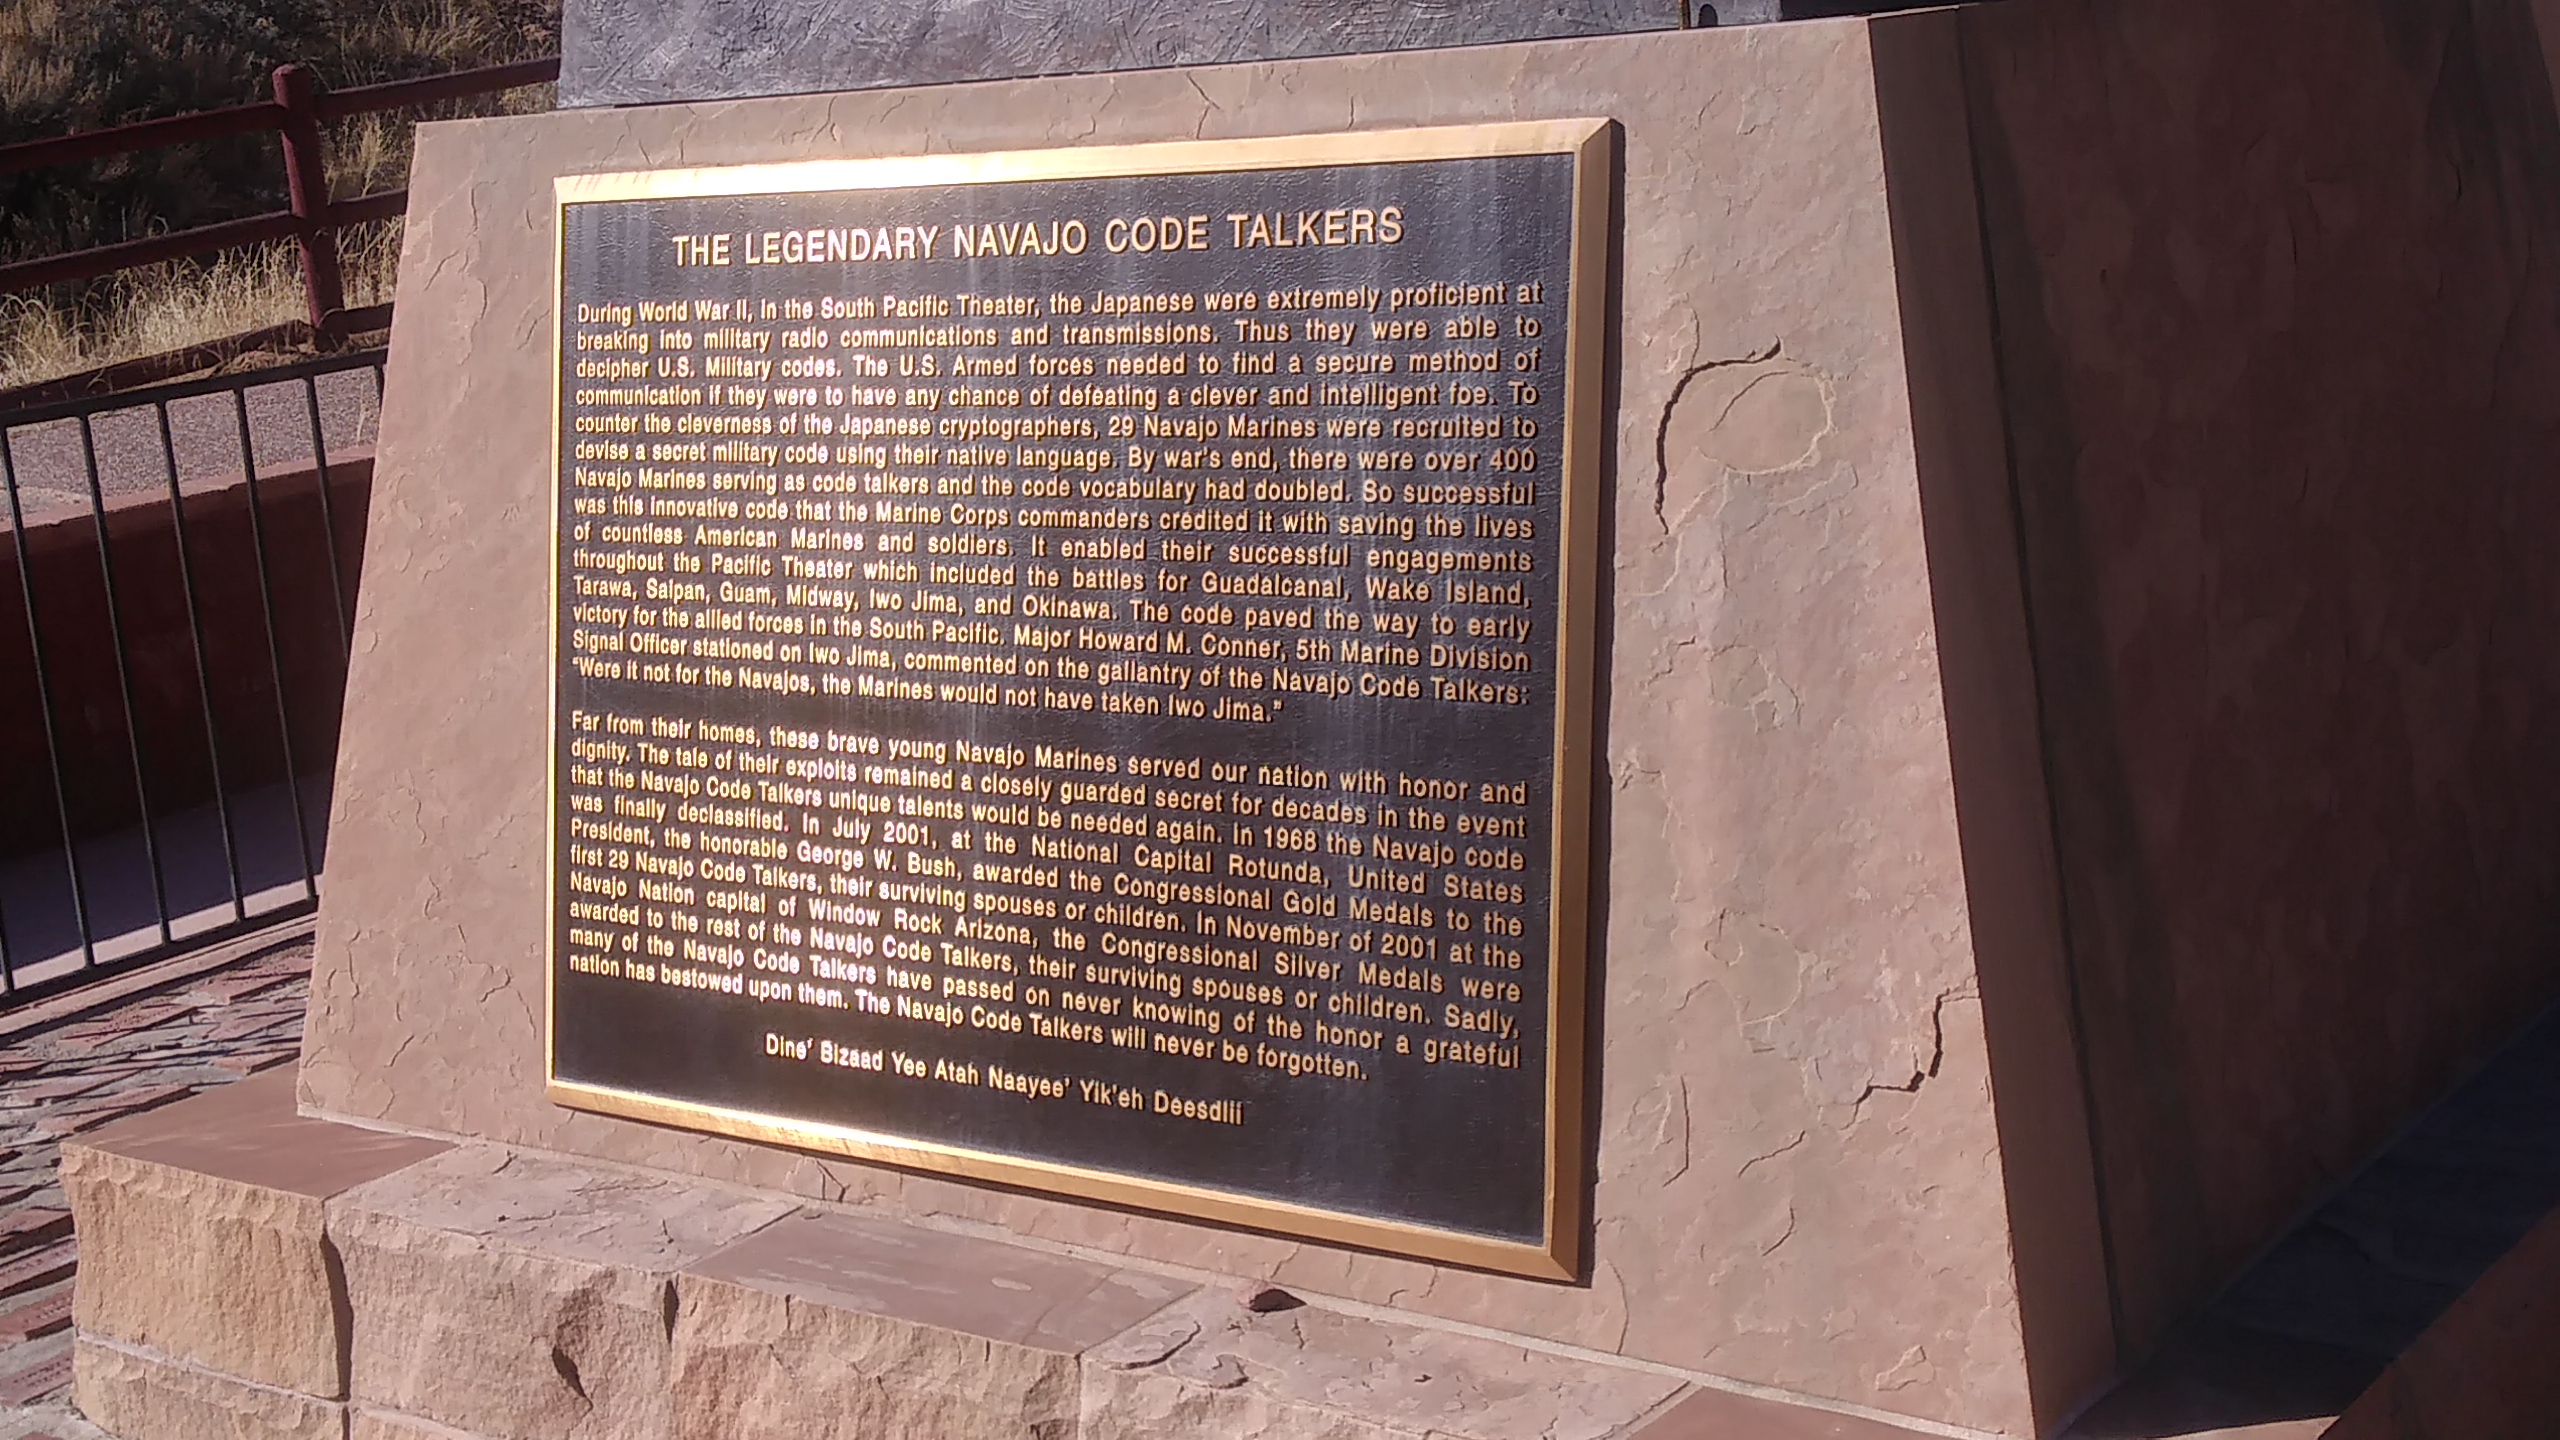 THE LEGENDARY NAVAJO CODE TALKERS
During World War II, in the South Pacific Theater, the Japanese were extremely proficient at
breaking into military radio communications and transmissions. Thus they were able to
decipher U.S. Military codes. The U.S. Armed forces needed to find a secure method of
communication if they were to have any chance of defeating a clever and intelligent foe. To
counter the cleverness of the Japanese cryptographers, 29 Navajo Marines were recruited to
devise a secret military code using their native language. By war's end, there were over 400
Navajo Marines serving as code talkers and the code vocabulary had doubled. So successful
was this innovative code that the Marine Corps commanders credited it with saving the lives
of countless American Marines and soldiers. It enabled their successful engagements
throughout the Pacific Theater which included the battles for Guadalcanal, Wake Island,
Tarawa, Saipan, Guam, Midway, Iwo Jima, and Okinawa. The code paved the way to early
victory for the allied forces in the South Pacific. Major Howard M. Conner, 5th Marine Division
Signal Officer stationed on Iwo Jima, commented on the gallantry of the Navajo Code Talkers:
"Were it not for the Navajos, the Marines would not have taken Iwo Jima."
Far from their homes, these brave young Navajo Marines served our nation with honor and
dignity. The tale of their exploits remained a closely guarded secret for decades in the event
that the Navajo Code Talkers unique talents would be needed again. In 1968 the Navajo code
was finally declassified. In July 2001, at the National Capital Rotunda, United States
President, the honorable George W. Bush, awarded the Congressional Gold Medals to the
first 29 Navajo Code Talkers, their surviving spouses or children. In November of 2001 at the
Navajo Nation capital of Window Rock Arizona, the Congressional Silver Medals were
awarded to the rest of the Navajo Code Talkers, their surviving spouses or children. Sadly,
many of the Navajo Code Talkers have passed on never knowing of the honor a grateful
nation has bestowed upon them. The Navajo Code Talkers will never be forgotten.
Dine' Bizaad Yee Atah Naayee' Yik'eh Deesdlii